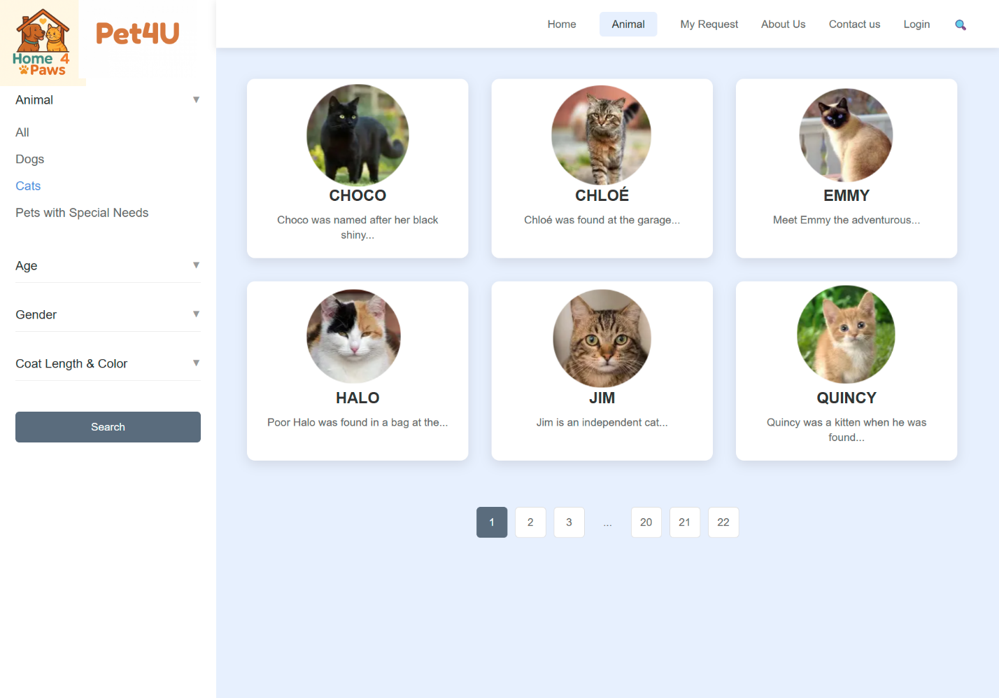 Home 4
Paws
Pet4U
Home
Animal
My Request
About Us
Contact us
Login
Animal
All
Dogs
Cats
Pets with Special Needs
Age
Gender
Coat Length & Color
Search
CHOCO
Choco was named after her black
shiny...
CHLOÉ
Chloé was found at the garage...
EMMY
Meet Emmy the adventurous...
HALO
Poor Halo was found in a bag at the...
JIM
Jim is an independent cat...
QUINCY
Quincy was a kitten when he was
found...
1 2 3 ... 20 21 22